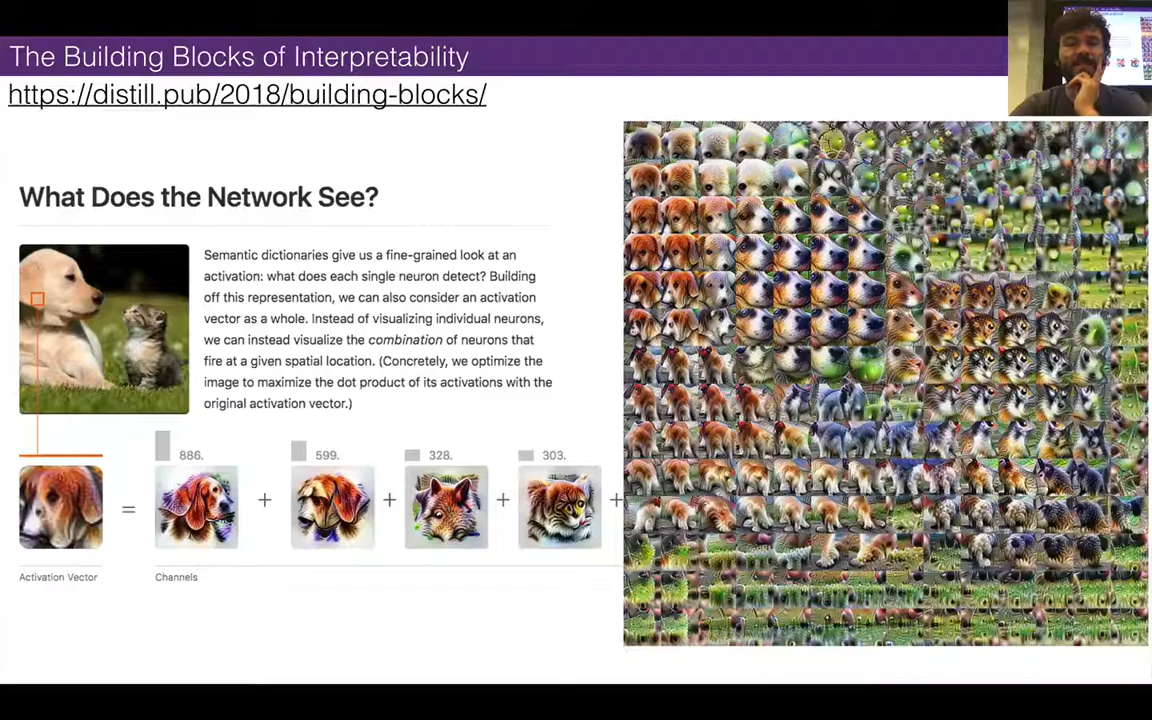 The Building Blocks of Interpretability
https://distill.pub/2018/building-blocks/
What Does the Network See?
Semantic dictionaries give us a fine-grained look at an
activation: what does each single neuron detect? Building
off this representation, we can also consider an activation
vector as a whole. Instead of visualizing individual neurons,
we can instead visualize the combination of neurons that
fire at a given spatial location. (Concretely, we optimize the
image to maximize the dot product of its activations with the
original activation vector.)
886. 599. 328. 303.
= + + + +
Activation Vector Channels